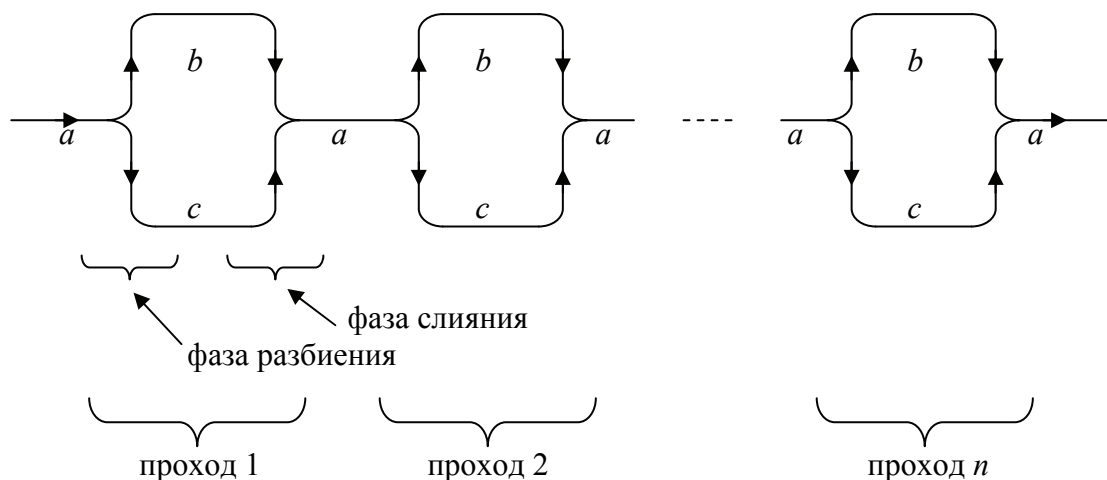 b b b
a a a a a
c c c
фаза слияния
фаза разбиения
проход 1 проход 2 проход n